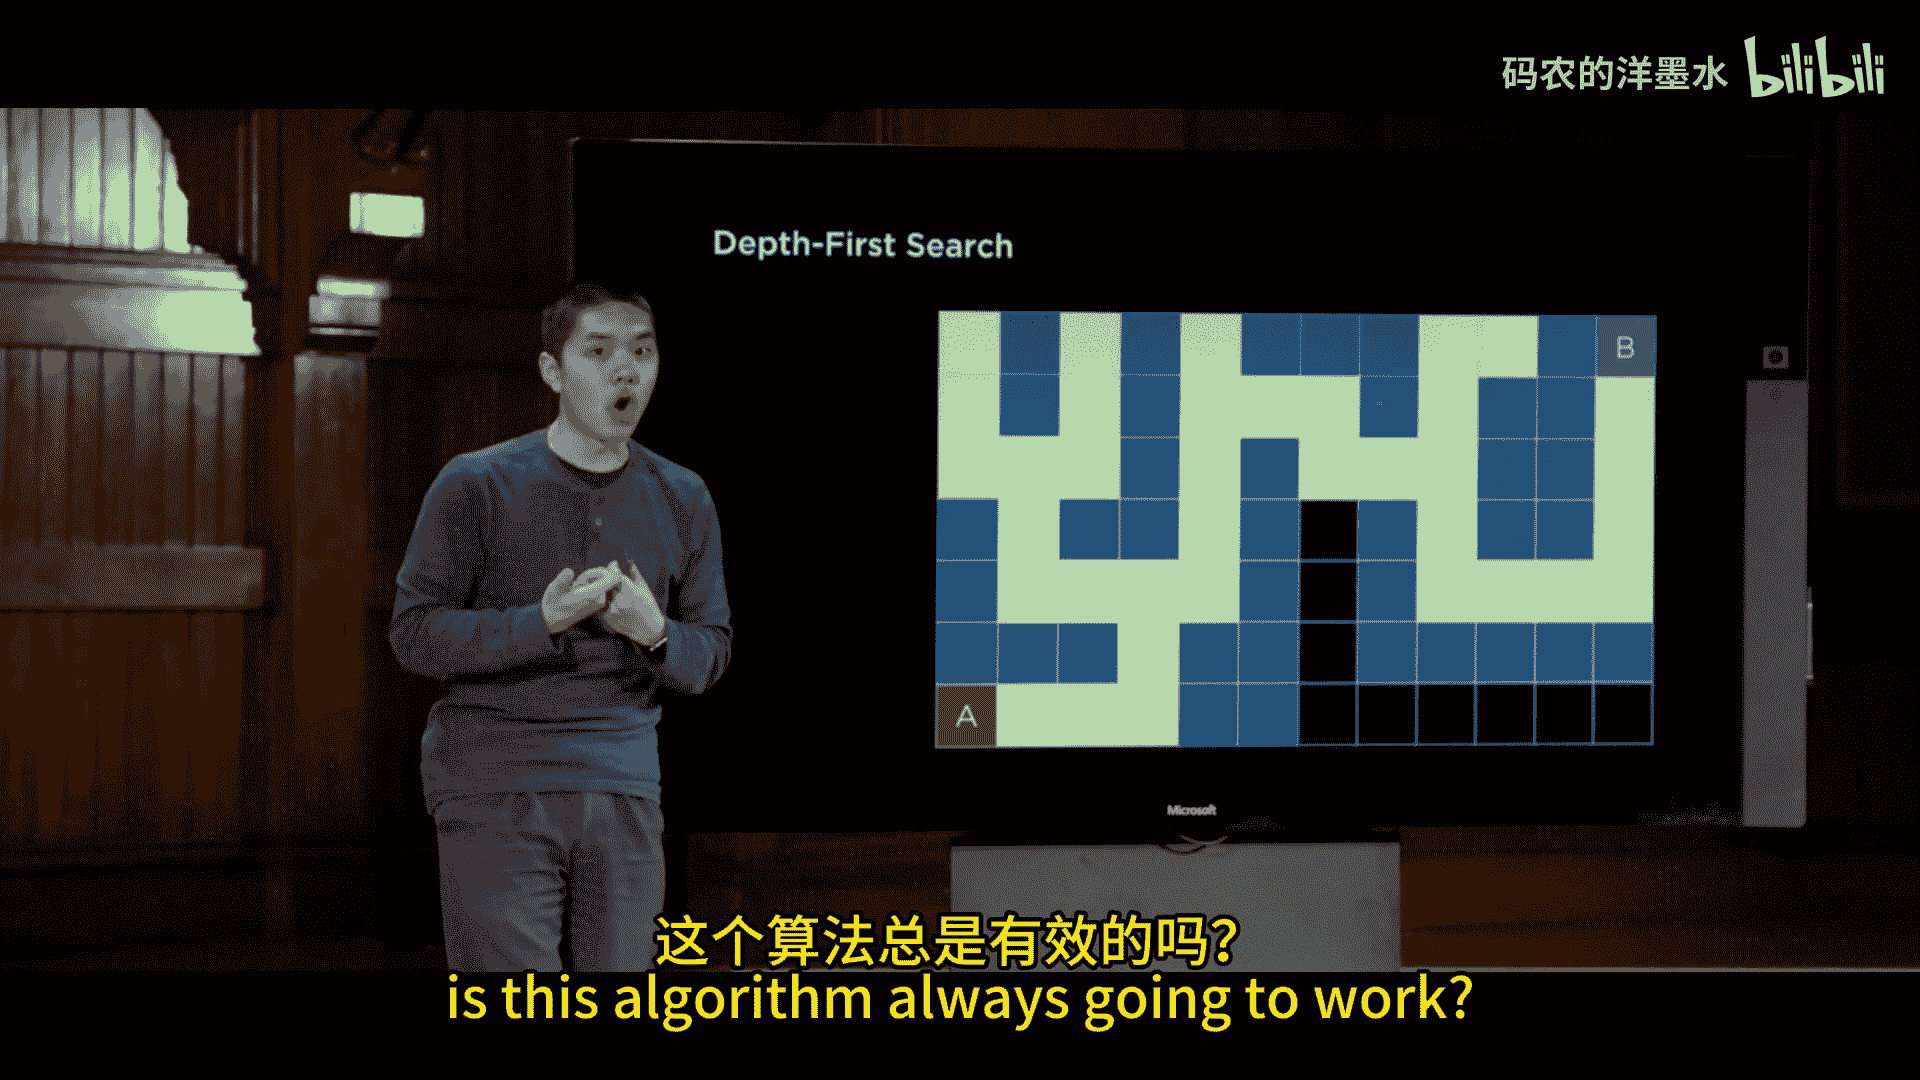 码农的洋墨水 bilibili
Depth-First Search
B
A
Microsoft
这个算法总是有效的吗?
is this algorithm always going to work?